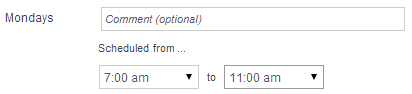 Mondays Comment (optional)
Scheduled from ...
7:00 am to 11:00 am